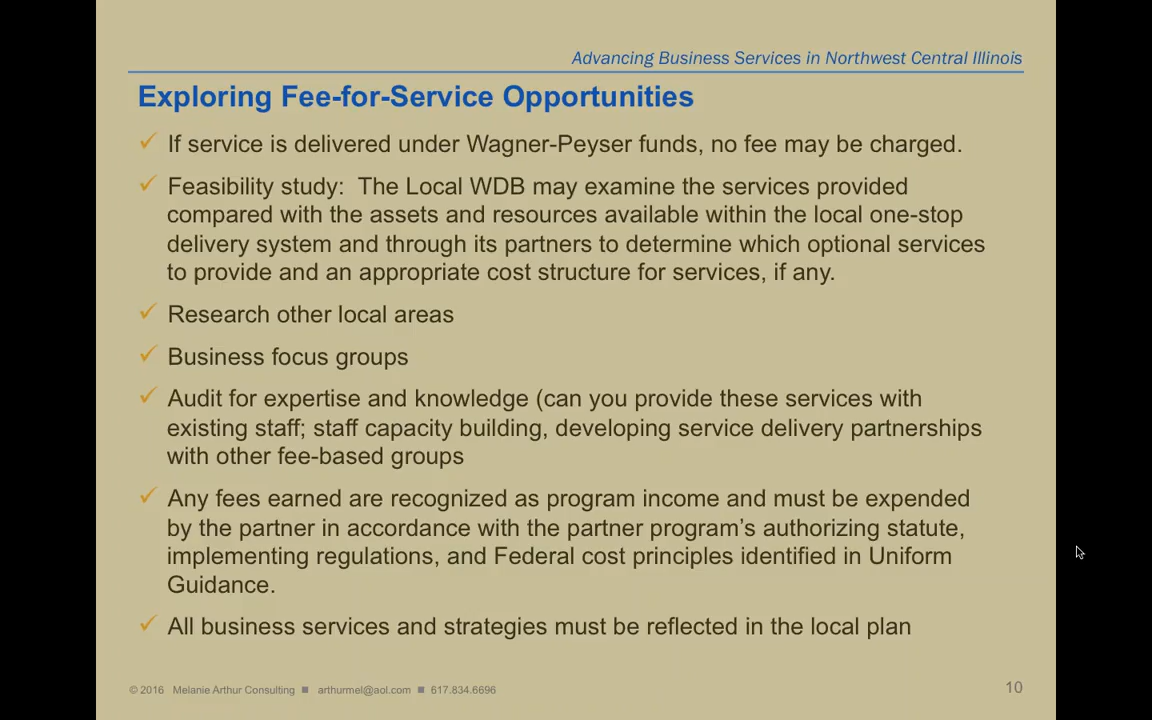 Advancing Business Services in Northwest Central Illinois
Exploring Fee-for-Service Opportunities
✓ If service is delivered under Wagner-Peyser funds, no fee may be charged.
✓ Feasibility study:  The Local WDB may examine the services provided
compared with the assets and resources available within the local one-stop
delivery system and through its partners to determine which optional services
to provide and an appropriate cost structure for services, if any.
✓ Research other local areas
✓ Business focus groups
✓ Audit for expertise and knowledge (can you provide these services with
existing staff; staff capacity building, developing service delivery partnerships
with other fee-based groups
✓ Any fees earned are recognized as program income and must be expended
by the partner in accordance with the partner program’s authorizing statute,
implementing regulations, and Federal cost principles identified in Uniform
Guidance.
✓ All business services and strategies must be reflected in the local plan
© 2016 Melanie Arthur Consulting ■ arthurmel@aol.com ■ 617.834.6696
10